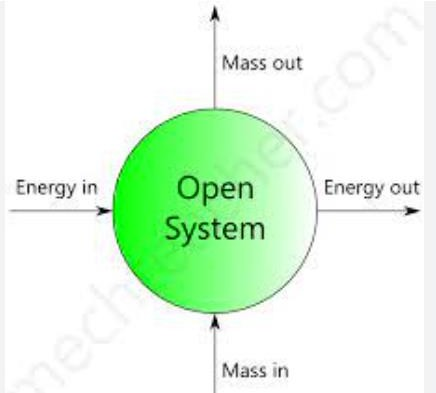 Mass out
Energy in
Open
System
Energy out
Mass in